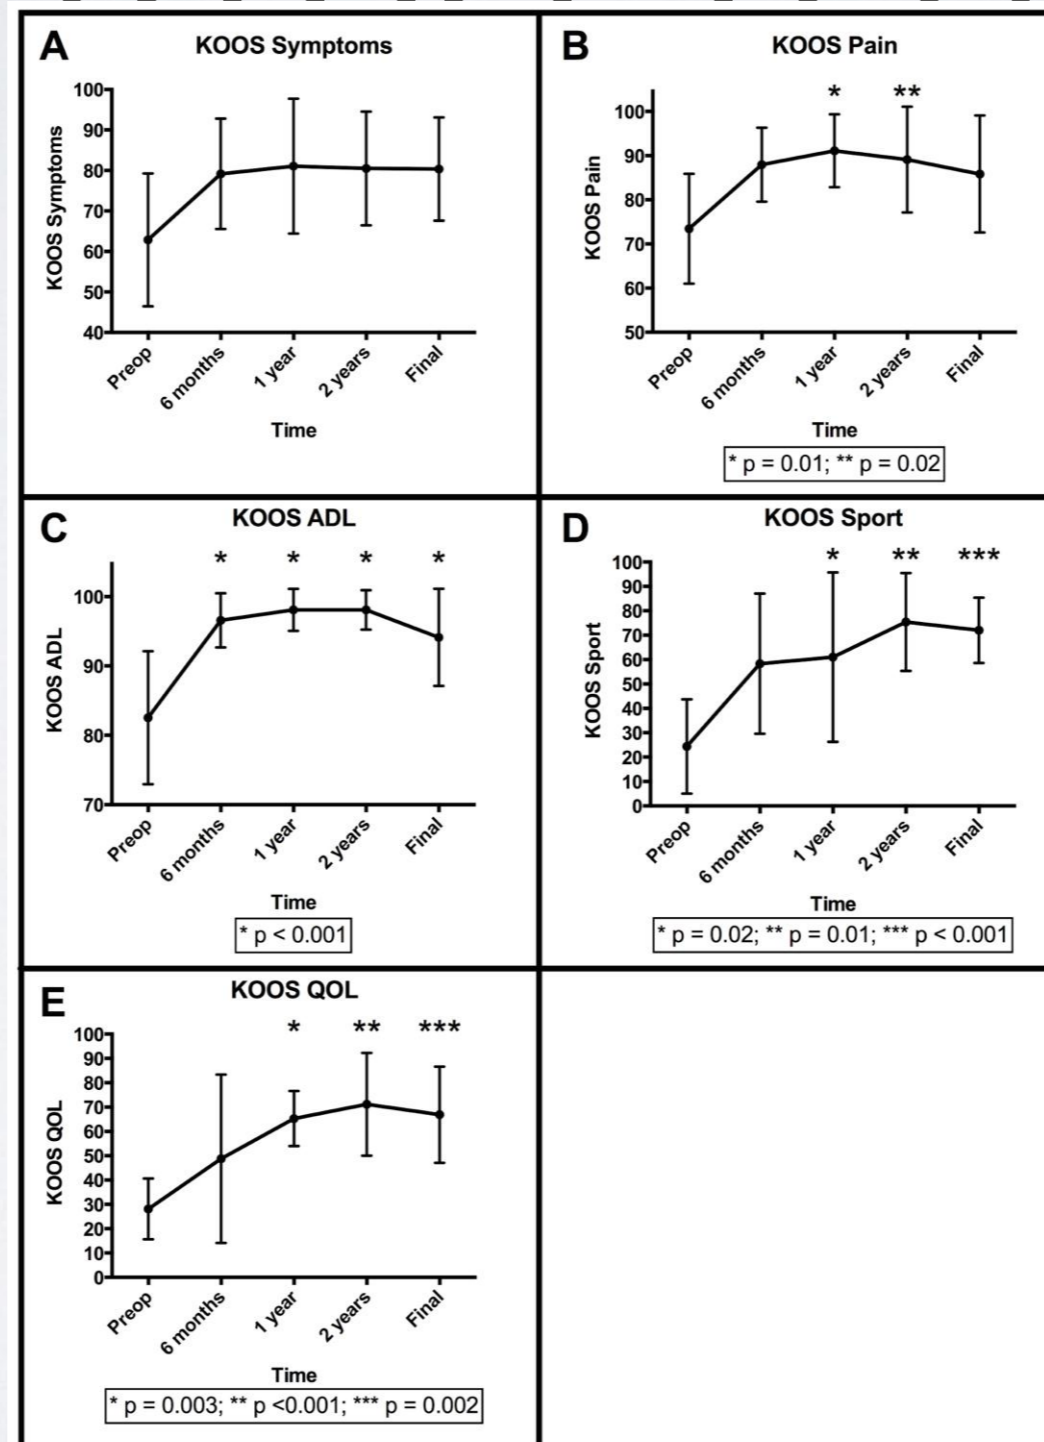 A
KOOS Symptoms
KOOS Symptoms
100
90
80
70
60
50
40
Preop
6 months
1 year
2 years
Final
Time
B
KOOS Pain
* **
KOOS Pain
100
90
80
70
60
50
Preop
6 months
1 year
2 years
Final
Time
* p = 0.01; ** p = 0.02
C
KOOS ADL
* * * *
KOOS ADL
100
90
80
70
Preop
6 months
1 year
2 years
Final
Time
* p < 0.001
D
KOOS Sport
* ** ***
KOOS Sport
100
90
80
70
60
50
40
30
20
10
0
Preop
6 months
1 year
2 years
Final
Time
* p = 0.02; ** p = 0.01; *** p < 0.001
E
KOOS QOL
* ** ***
KOOS QOL
100
90
80
70
60
50
40
30
20
10
0
Preop
6 months
1 year
2 years
Final
Time
* p = 0.003; ** p <0.001; *** p = 0.002